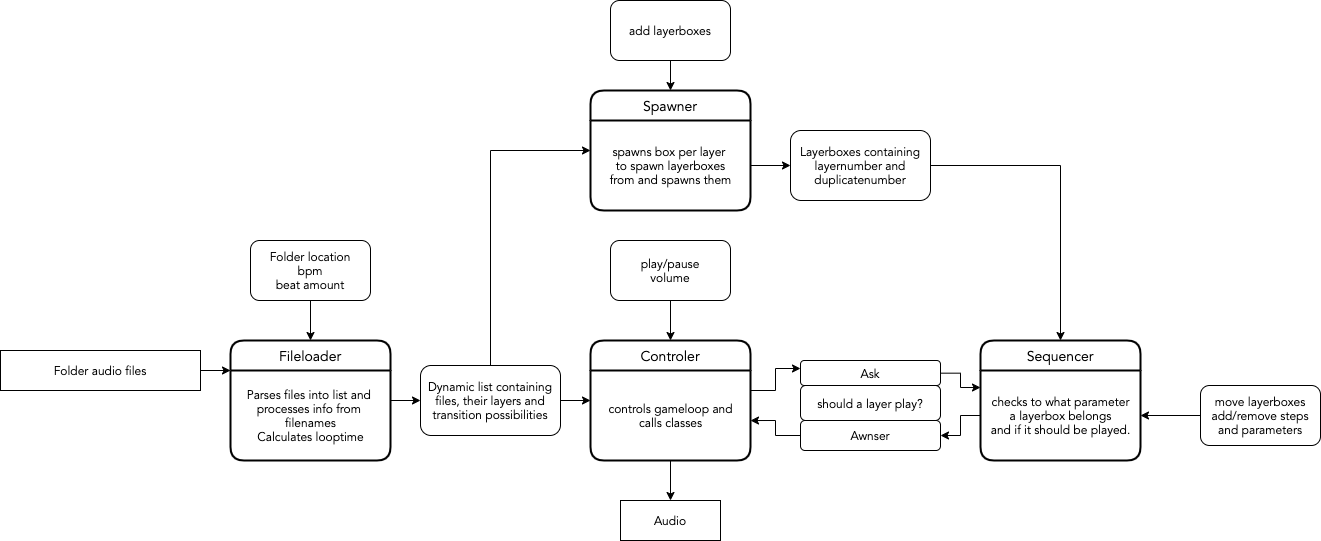 add layerboxes
Spawner
spawns box per layer
to spawn layerboxes
from and spawns them
Layerboxes containing
layernumber and
duplicatenumber
Folder location
bpm
beat amount
play/pause
volume
Folder audio files
Fileloader
Parses files into list and
processes info from
filenames
Calculates looptime
Dynamic list containing
files, their layers and
transition possibilities
Controler
controls gameloop and
calls classes
Ask
should a layer play?
Awnser
Sequencer
checks to what parameter
a layerbox belongs
and if it should be played.
move layerboxes
add/remove steps
and parameters
Audio